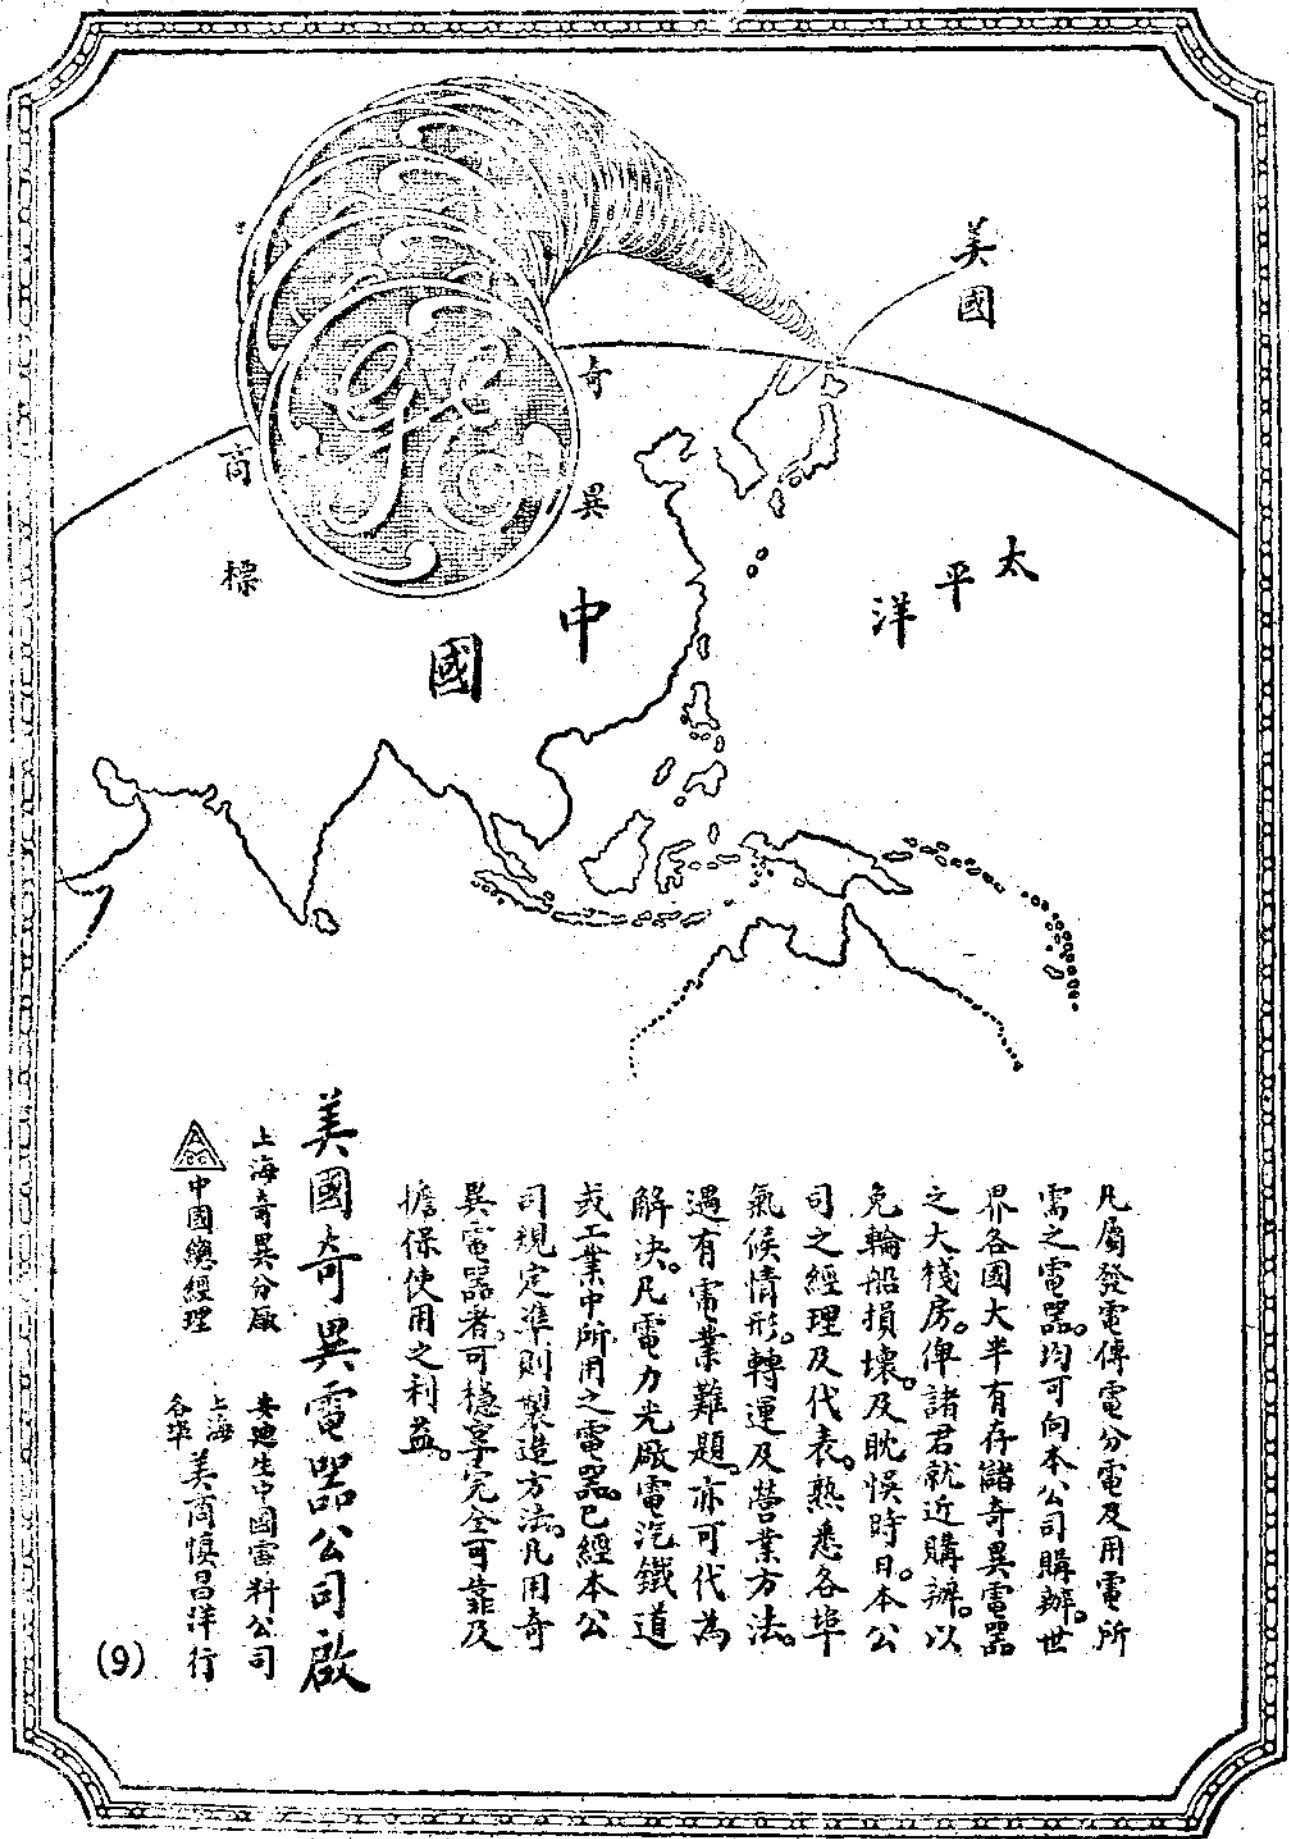 美國
奇異
商標
GE
中國
太平洋
凡屬發電傳電分電及用電所
需之電器。均可向本公司購辦。世
界各國大半有存儲奇異電器
之大棧房。俾諸君就近購辦。以
免輪船損壞。及耽悞時日。本公
司之經理及代表。熟悉各埠
氣候情形。轉運及營業方法。
遇有電業難題。亦可代為
解決。凡電力光廠電汽鐵道
或工業中所用之電器。已經本公
司規定準則製造方法。凡用奇
異電器者。可穩享完全可靠及
擔保使用之利益。
美國奇異電器公司啟
上海奇異分廠 安迪生中國電料公司
中國總經理 上海各埠 美商慎昌洋行
(9)